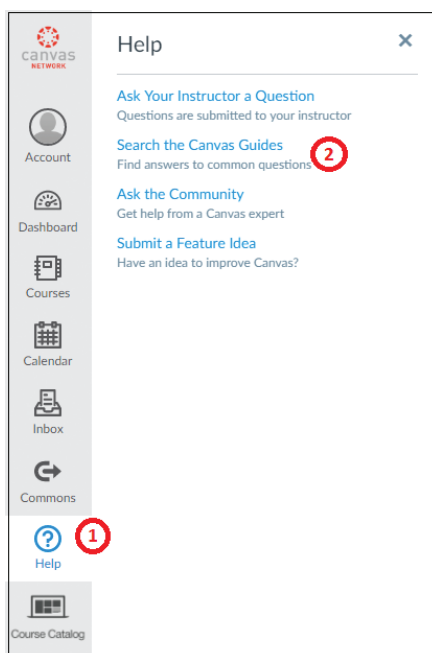 canvas
NETWORK
Account
Dashboard
Courses
Calendar
Inbox
Commons
Help
1
Course Catalog
Help
×
Ask Your Instructor a Question
Questions are submitted to your instructor
Search the Canvas Guides
Find answers to common questions
2
Ask the Community
Get help from a Canvas expert
Submit a Feature Idea
Have an idea to improve Canvas?